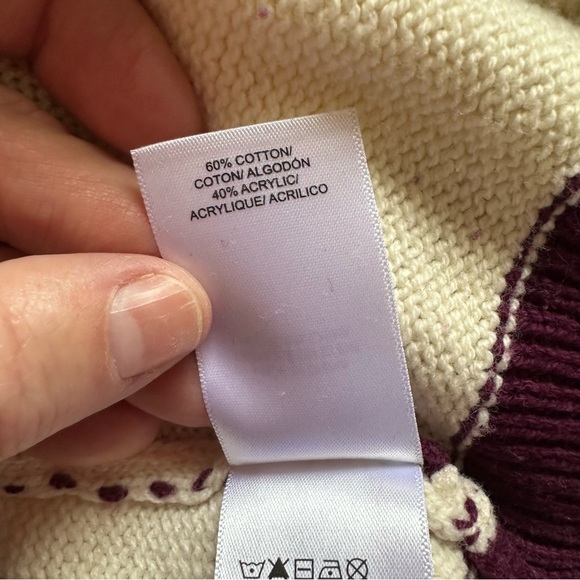 60% COTTON/
COTON/ ALGODÓN
40% ACRYLIC/
ACRYLIQUE/ ACRILICO